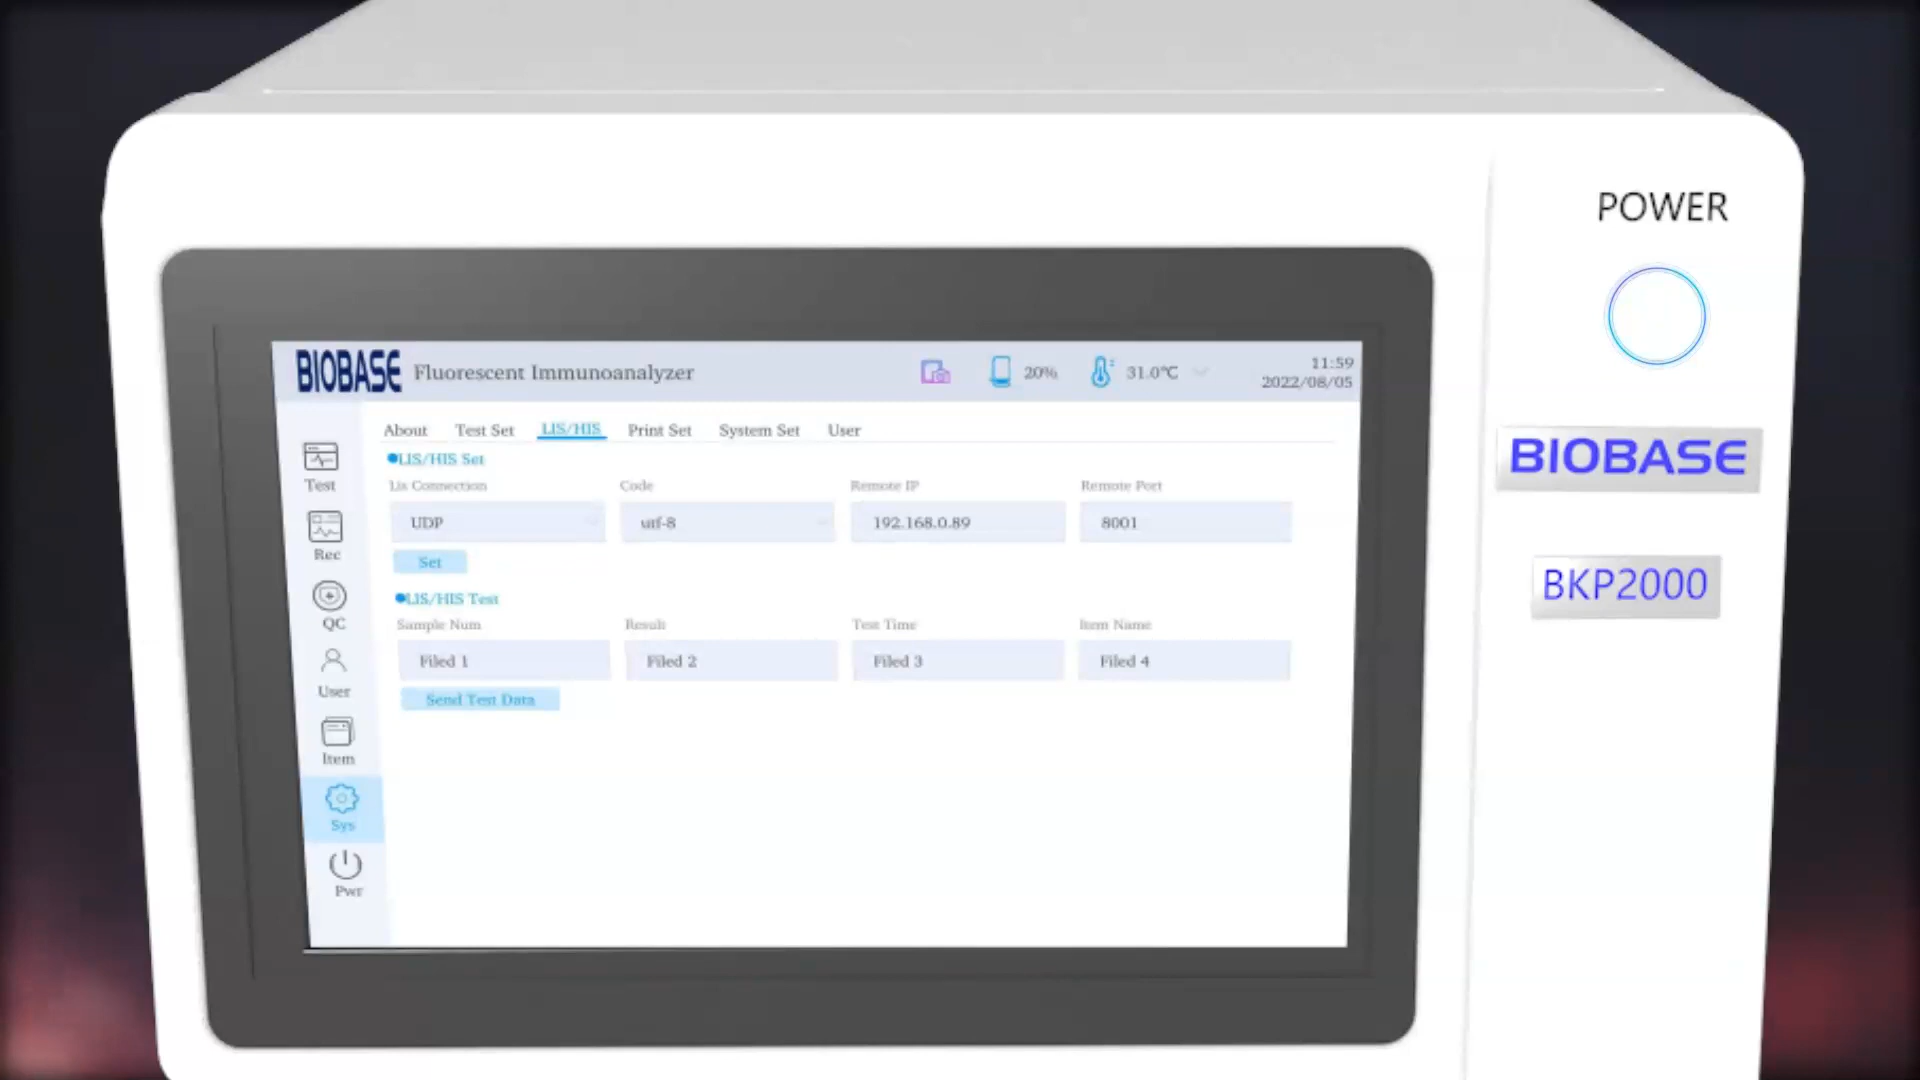 POWER
BIOBASE
BKP2000
BIOBASE Fluorescent Immunoanalyzer 20% 31.0℃ 11:59
2022/08/05
About Test Set LIS/HIS Print Set System Set User
LIS/HIS Set
Lis Connection Code Remote IP Remote Port
UDP utf-8 192.168.0.89 8001
Set
LIS/HIS Test
Sample Num Result Test Time Item Name
Filed 1 Filed 2 Filed 3 Filed 4
Send Test Data
Test
Rec
QC
User
Item
Sys
Pwr